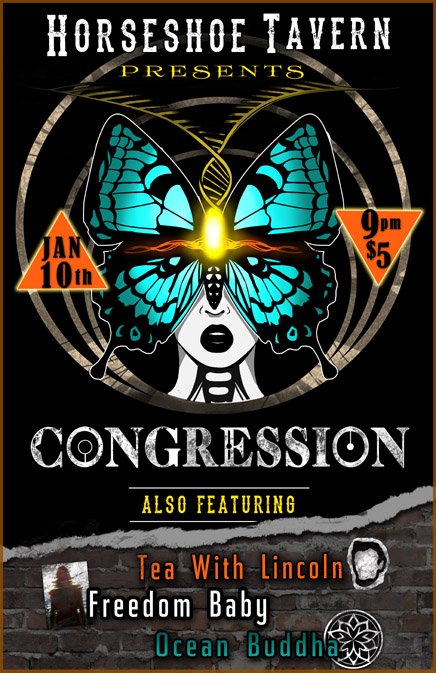 HORSESHOE TAVERN
PRESENTS
JAN
10th
9pm
$5
CONGRESSION
ALSO FEATURING
Tea With Lincoln
Freedom Baby
Ocean Buddha